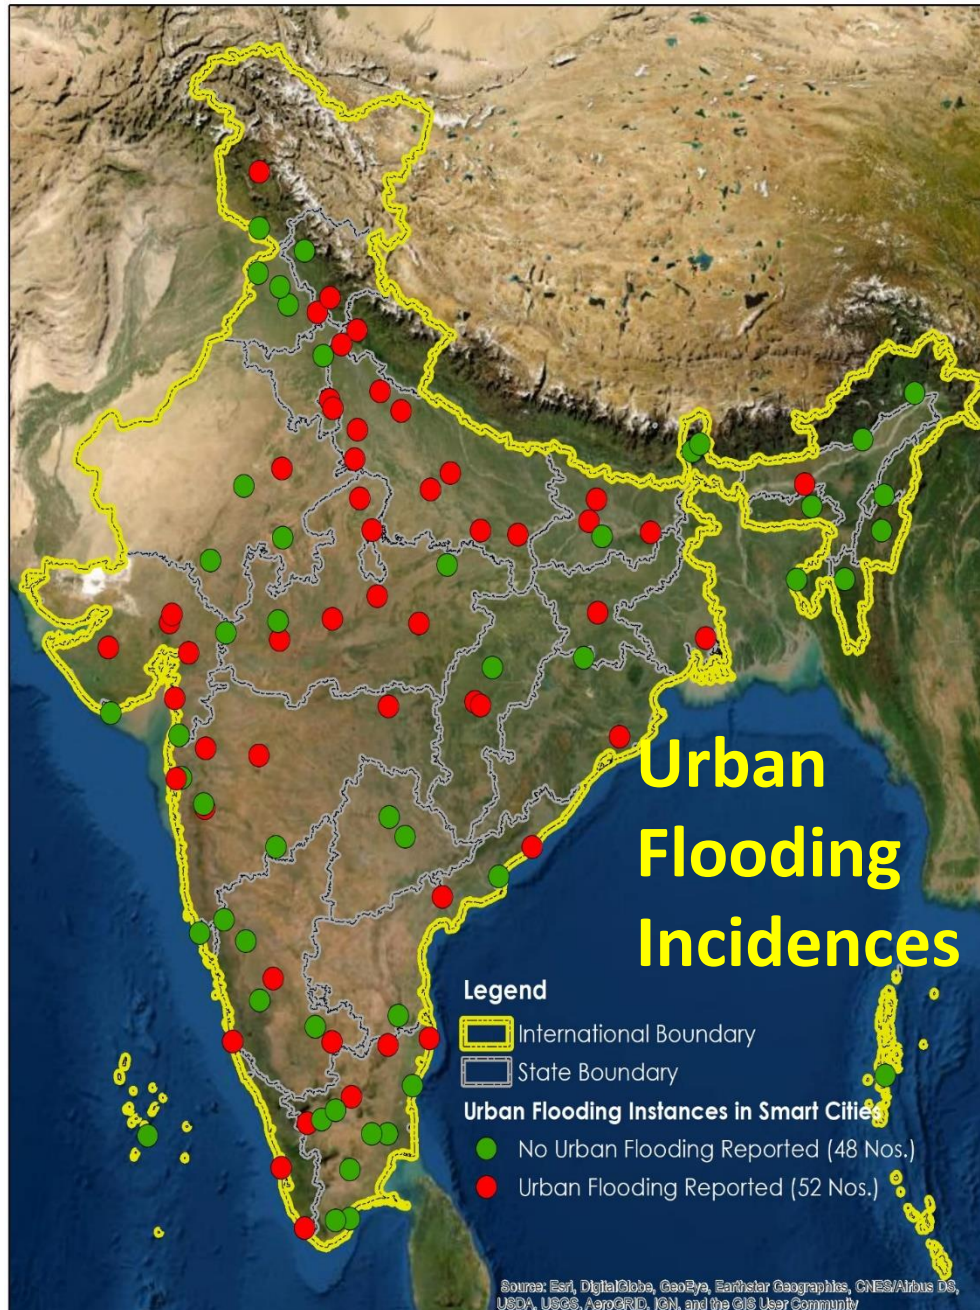 Urban
Flooding
Incidences
Legend
International Boundary
State Boundary
Urban Flooding Instances in Smart Cities
No Urban Flooding Reported (48 Nos.)
Urban Flooding Reported (52 Nos.)
Source: Esri, DigitalGlobe, GeoEye, Earthstar Geographics, CNES/Airbus DS,
USDA, USGS, AeroGRID, IGN, and the GIS User Community